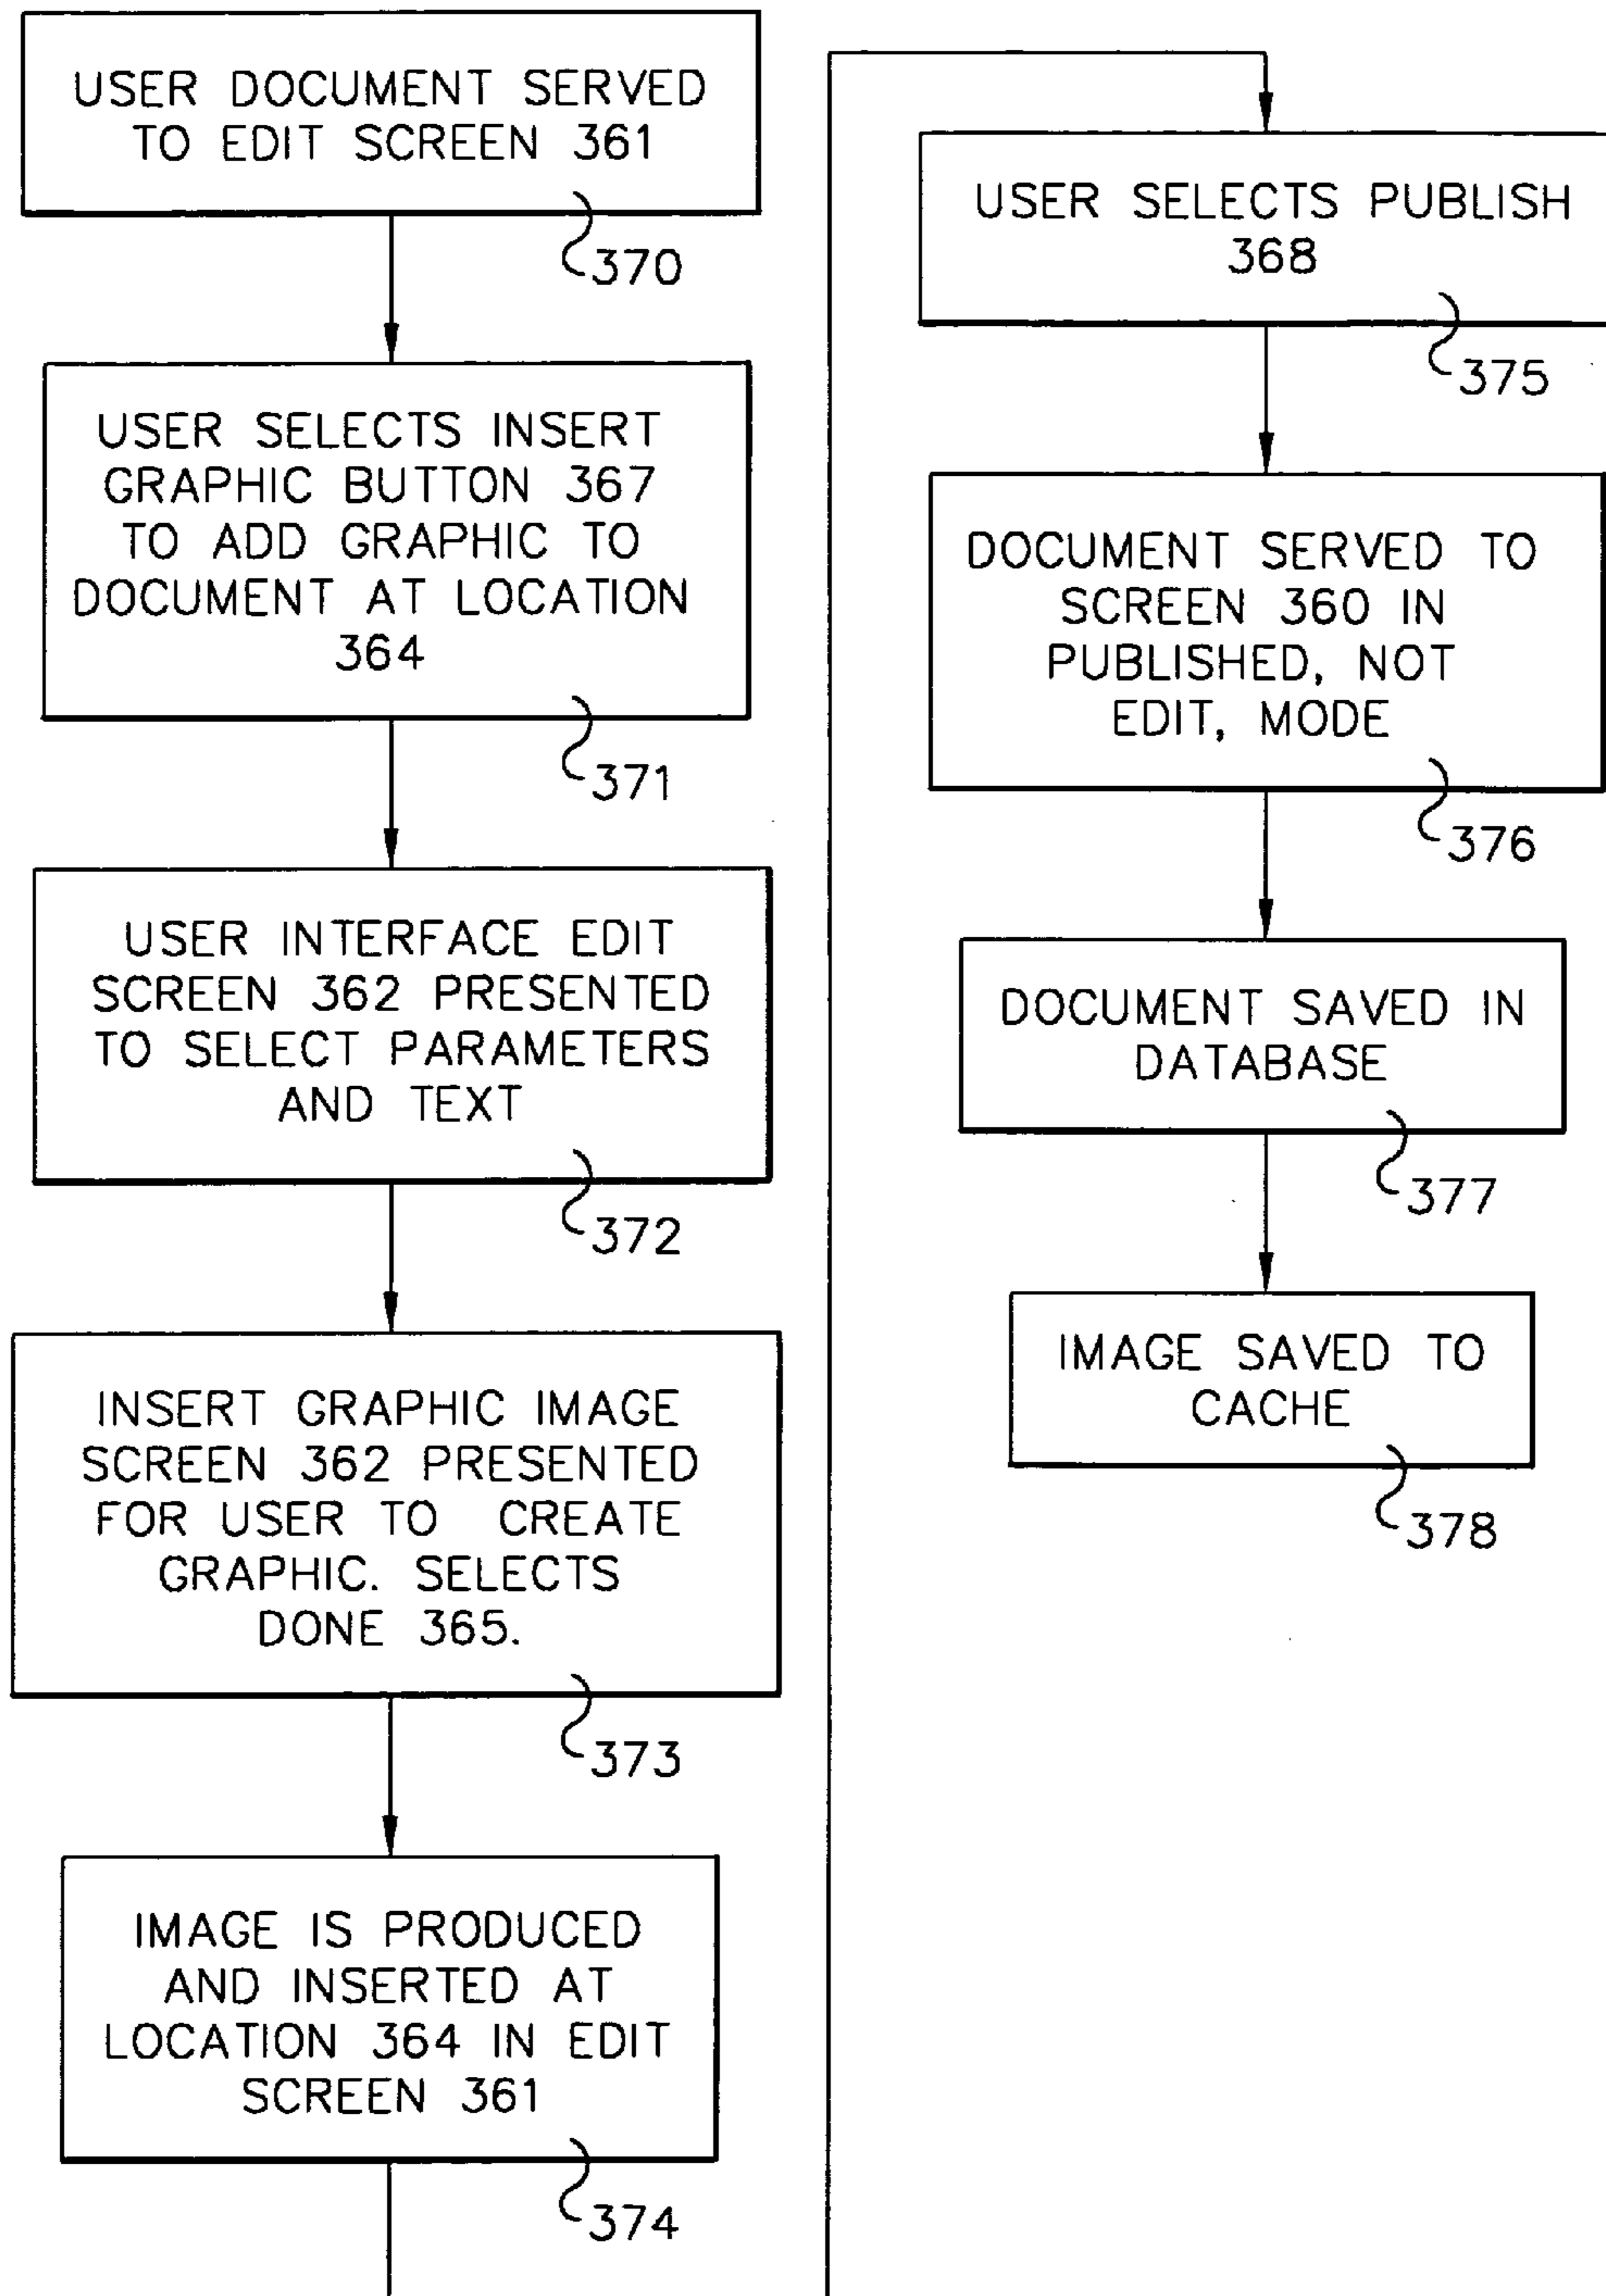 USER DOCUMENT SERVED
TO EDIT SCREEN 361
370
USER SELECTS INSERT
GRAPHIC BUTTON 367
TO ADD GRAPHIC TO
DOCUMENT AT LOCATION
364
371
USER INTERFACE EDIT
SCREEN 362 PRESENTED
TO SELECT PARAMETERS
AND TEXT
372
INSERT GRAPHIC IMAGE
SCREEN 362 PRESENTED
FOR USER TO CREATE
GRAPHIC. SELECTS
DONE 365.
373
IMAGE IS PRODUCED
AND INSERTED AT
LOCATION 364 IN EDIT
SCREEN 361
374
USER SELECTS PUBLISH
368
375
DOCUMENT SERVED TO
SCREEN 360 IN
PUBLISHED, NOT
EDIT, MODE
376
DOCUMENT SAVED IN
DATABASE
377
IMAGE SAVED TO
CACHE
378